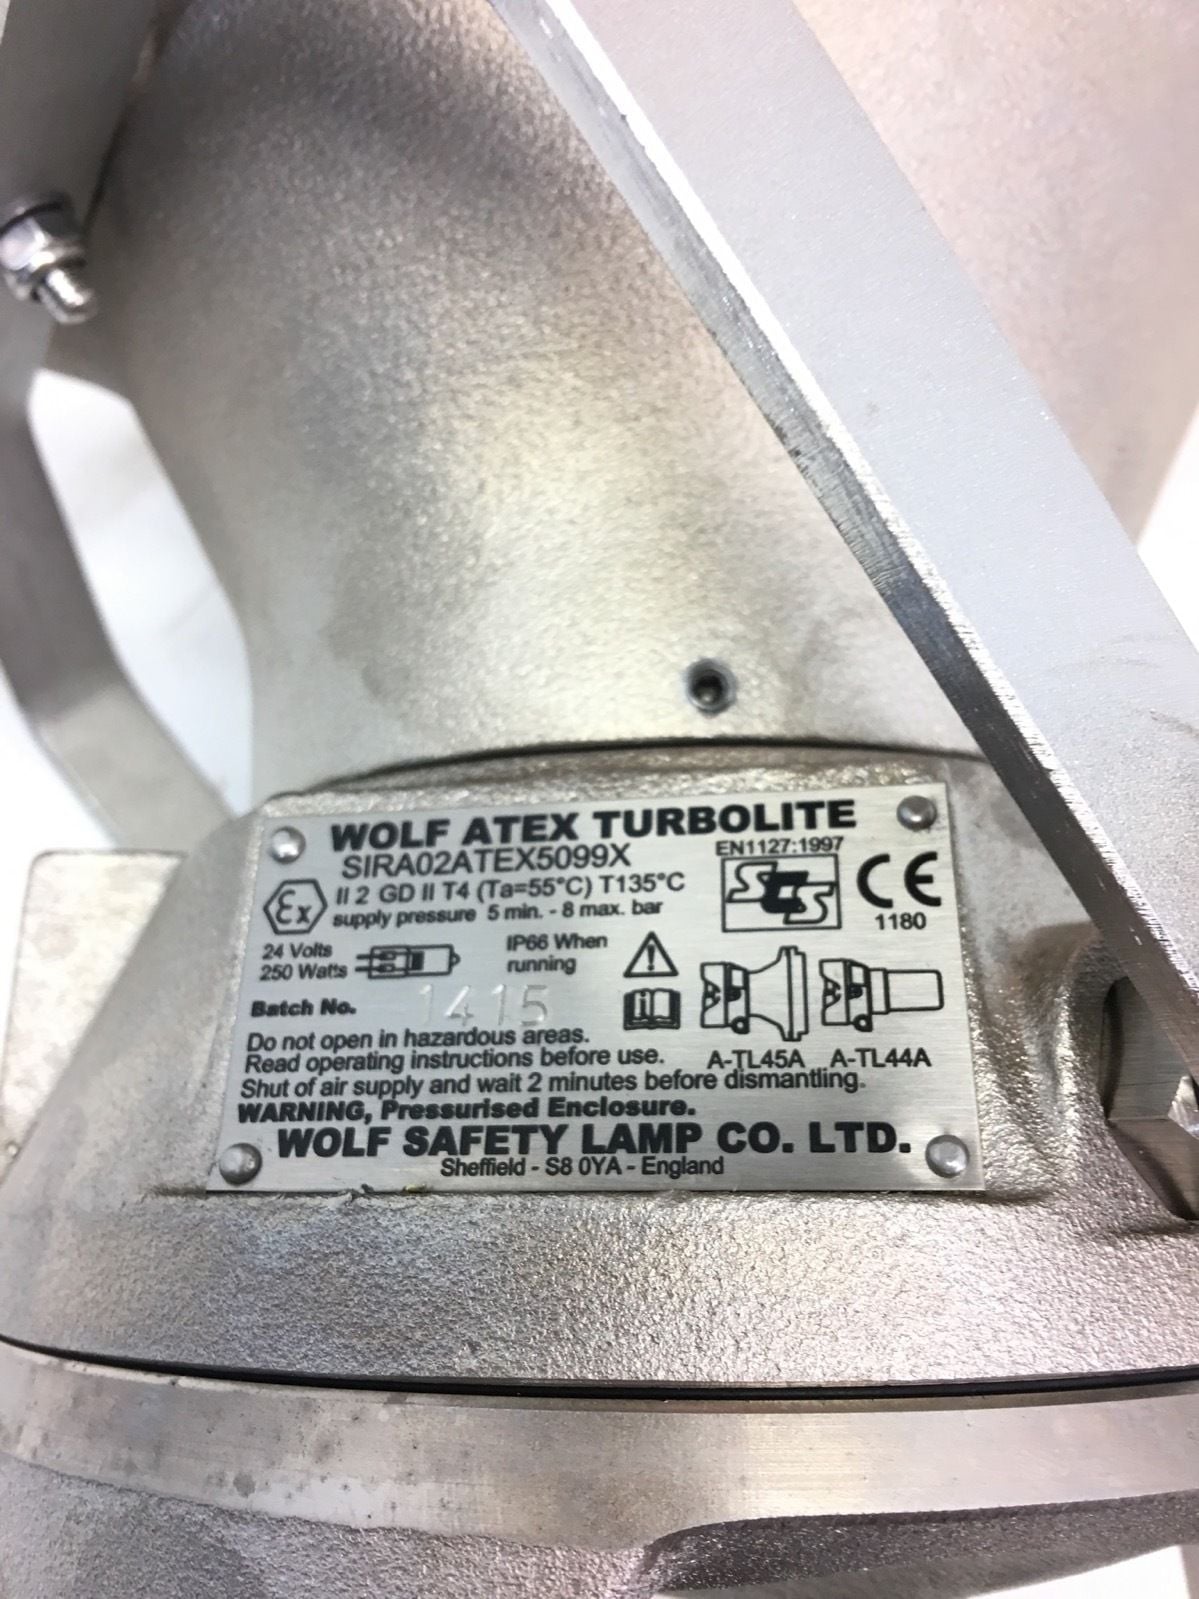 WOLF ATEX TURBOLITE
SIRA02ATEX5099X
EN1127:1997
Ex II 2 GD II T4 (Ta=55°C) T135°C
SCS
CE
supply pressure 5 min. - 8 max. bar
1180
24 Volts
250 Watts
IP66 When
running
Batch No. 1415
Do not open in hazardous areas.
Read operating instructions before use. A-TL45A A-TL44A
Shut of air supply and wait 2 minutes before dismantling.
WARNING, Pressurised Enclosure.
WOLF SAFETY LAMP CO. LTD.
Sheffield - S8 0YA - England